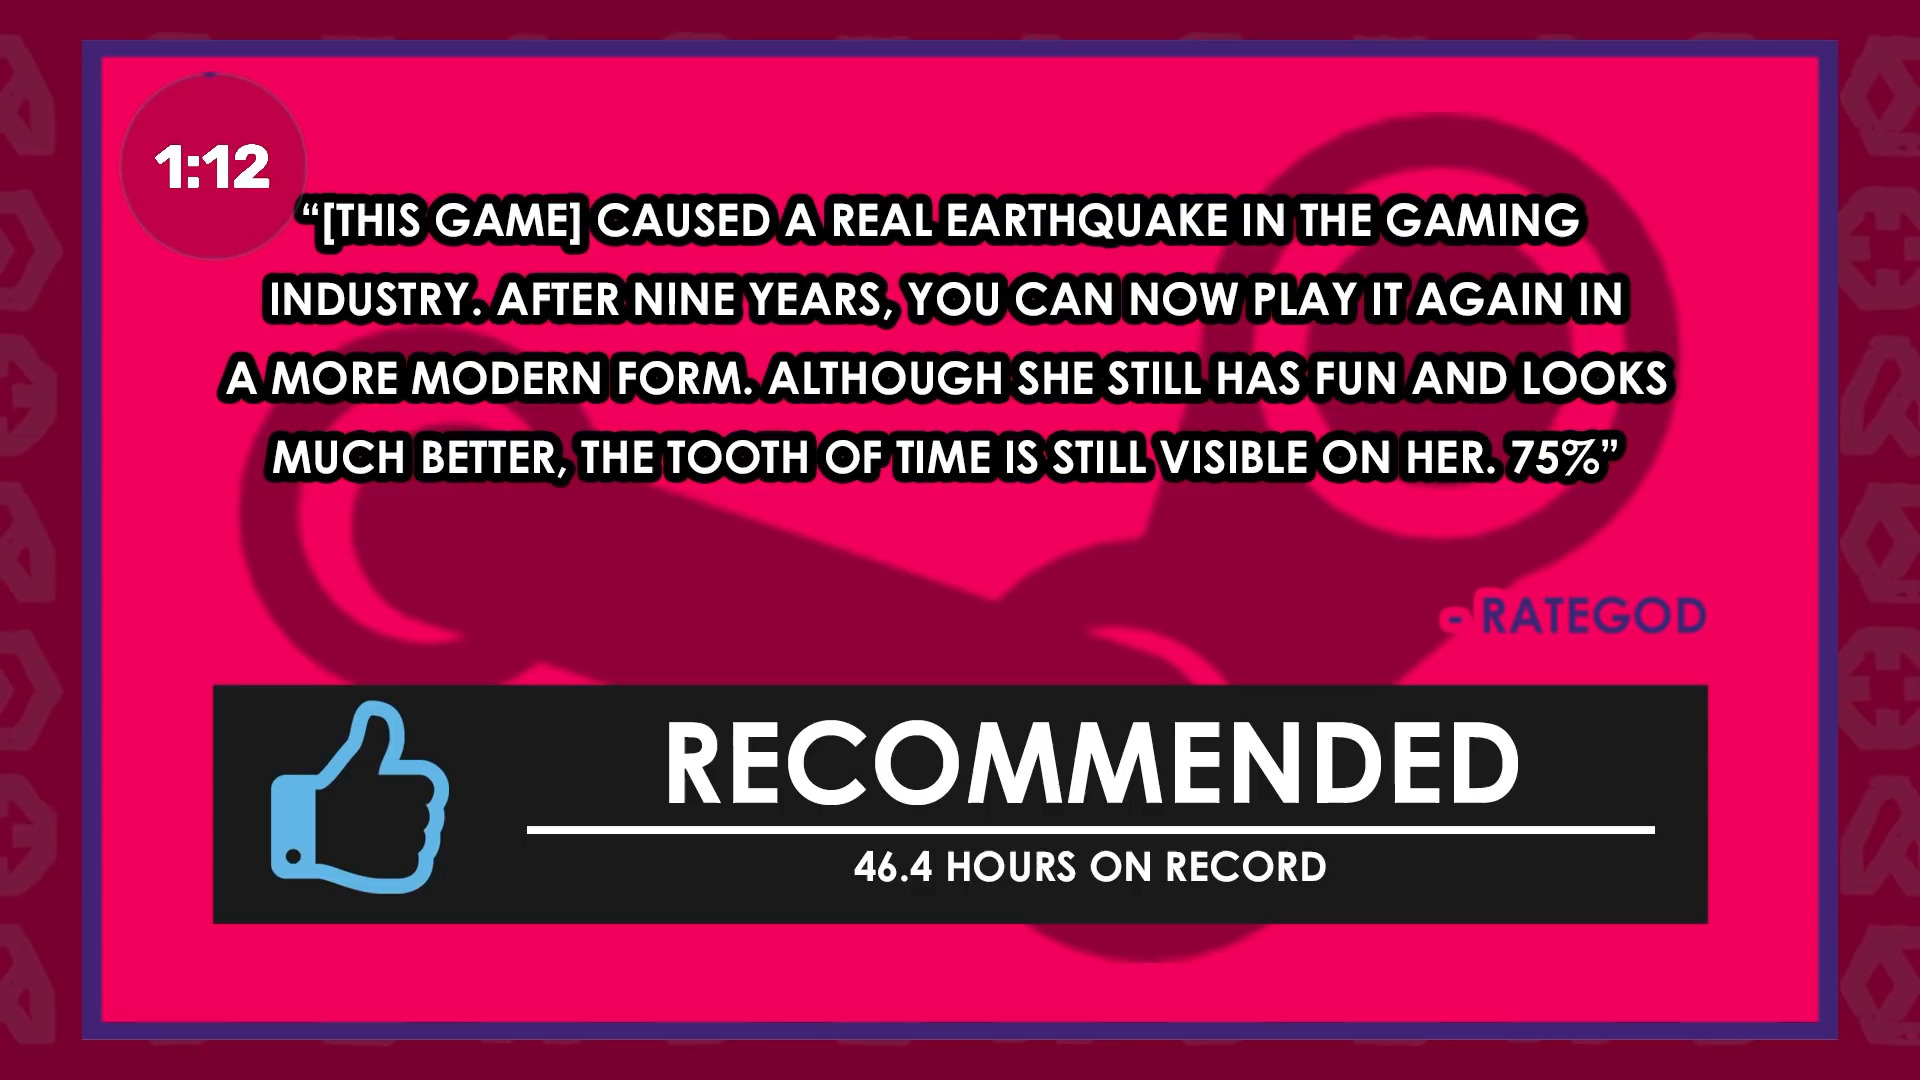 1:12
“[THIS GAME] CAUSED A REAL EARTHQUAKE IN THE GAMING
INDUSTRY. AFTER NINE YEARS, YOU CAN NOW PLAY IT AGAIN IN
A MORE MODERN FORM. ALTHOUGH SHE STILL HAS FUN AND LOOKS
MUCH BETTER, THE TOOTH OF TIME IS STILL VISIBLE ON HER. 75%”
- RATEGOD
RECOMMENDED
46.4 HOURS ON RECORD